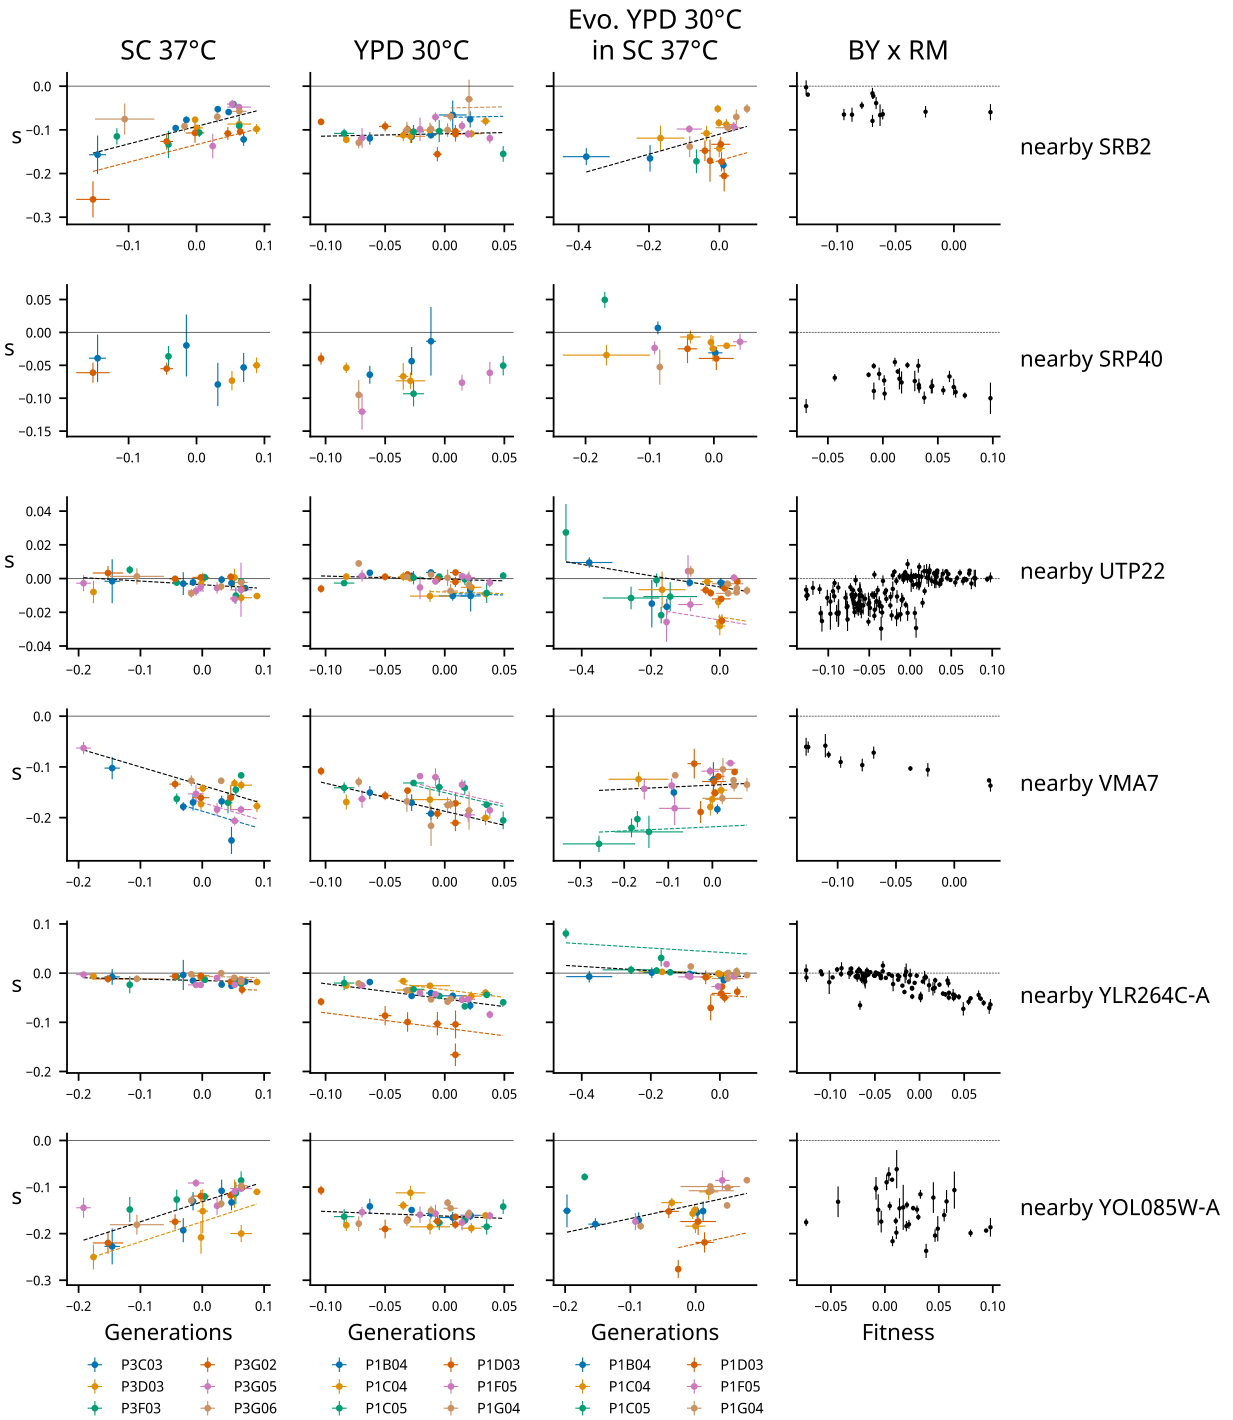 Evo. YPD 30°C
SC 37°C YPD 30°C in SC 37°C BY x RM
0.0
−0.1
−0.2
−0.3
s
−0.1 0.0 0.1 −0.10 −0.05 0.00 0.05 −0.4 −0.2 0.0 −0.10 −0.05 0.00
nearby SRB2
0.05
0.00
−0.05
−0.10
−0.15
s
−0.1 0.0 0.1 −0.10 −0.05 0.00 0.05 −0.2 −0.1 0.0 −0.05 0.00 0.05 0.10
nearby SRP40
0.04
0.02
0.00
−0.02
−0.04
s
−0.2 −0.1 0.0 0.1 −0.10 −0.05 0.00 0.05 −0.4 −0.2 0.0 −0.10 −0.05 0.00 0.05 0.10
nearby UTP22
0.0
−0.1
−0.2
s
−0.2 −0.1 0.0 0.1 −0.10 −0.05 0.00 0.05 −0.3 −0.2 −0.1 0.0 −0.10 −0.05 0.00
nearby VMA7
0.1
0.0
−0.1
−0.2
s
−0.2 −0.1 0.0 0.1 −0.10 −0.05 0.00 0.05 −0.4 −0.2 0.0 −0.10 −0.05 0.00 0.05
nearby YLR264C-A
0.0
−0.1
−0.2
−0.3
s
−0.2 −0.1 0.0 0.1 −0.10 −0.05 0.00 0.05 −0.2 −0.1 0.0 −0.05 0.00 0.05 0.10
nearby YOL085W-A
Generations Generations Generations Fitness
P3C03 P3G02 P1B04 P1D03 P1B04 P1D03
P3D03 P3G05 P1C04 P1F05 P1C04 P1F05
P3F03 P3G06 P1C05 P1G04 P1C05 P1G04